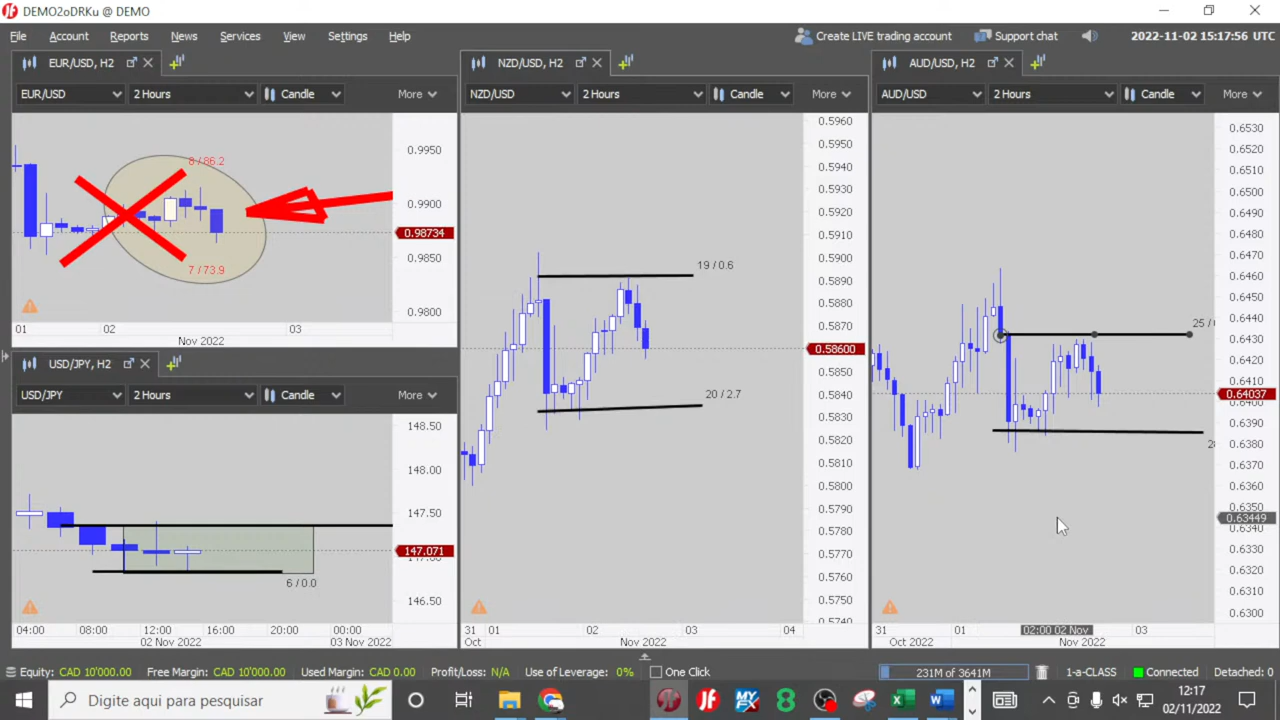 DEMO2oDRKu @ DEMO
File Account Reports News Services View Settings Help Create LIVE trading account Support chat 2022-11-02 15:17:56 UTC
EUR/USD, H2
EUR/USD 2 Hours Candle More
8 / 86.2
7 / 73.9
0.9950
0.9900
0.98734
0.9850
0.9800
01 02 03
Nov 2022
USD/JPY, H2
USD/JPY 2 Hours Candle More
6 / 0.0
148.50
148.00
147.50
147.071
146.50
04:00 08:00 12:00 16:00 20:00 00:00
02 Nov 2022 03 Nov 2022
NZD/USD, H2
NZD/USD 2 Hours Candle More
19 / 0.6
20 / 2.7
0.5960
0.5950
0.5940
0.5930
0.5920
0.5910
0.5900
0.5890
0.5880
0.5870
0.58600
0.5850
0.5840
0.5830
0.5820
0.5810
0.5800
0.5790
0.5780
0.5770
0.5760
0.5750
0.5740
31 01 02 03 04
Oct Nov 2022
AUD/USD, H2
AUD/USD 2 Hours Candle More
25 /
0.6530
0.6520
0.6510
0.6500
0.6490
0.6480
0.6470
0.6460
0.6450
0.6440
0.6430
0.6420
0.6410
0.64037
0.6400
0.6390
0.6380
0.6370
0.6360
0.6350
0.63449
0.6340
0.6330
0.6320
0.6310
0.6300
31 01 02:00 02 Nov 03
Oct 2022 Nov 2022
Equity: CAD 10'000.00 Free Margin: CAD 10'000.00 Used Margin: CAD 0.00 Profit/Loss: N/A Use of Leverage: 0% One Click 231M of 3641M 1-a-CLASS Connected Detached: 0
Digite aqui para pesquisar
12:17
02/11/2022